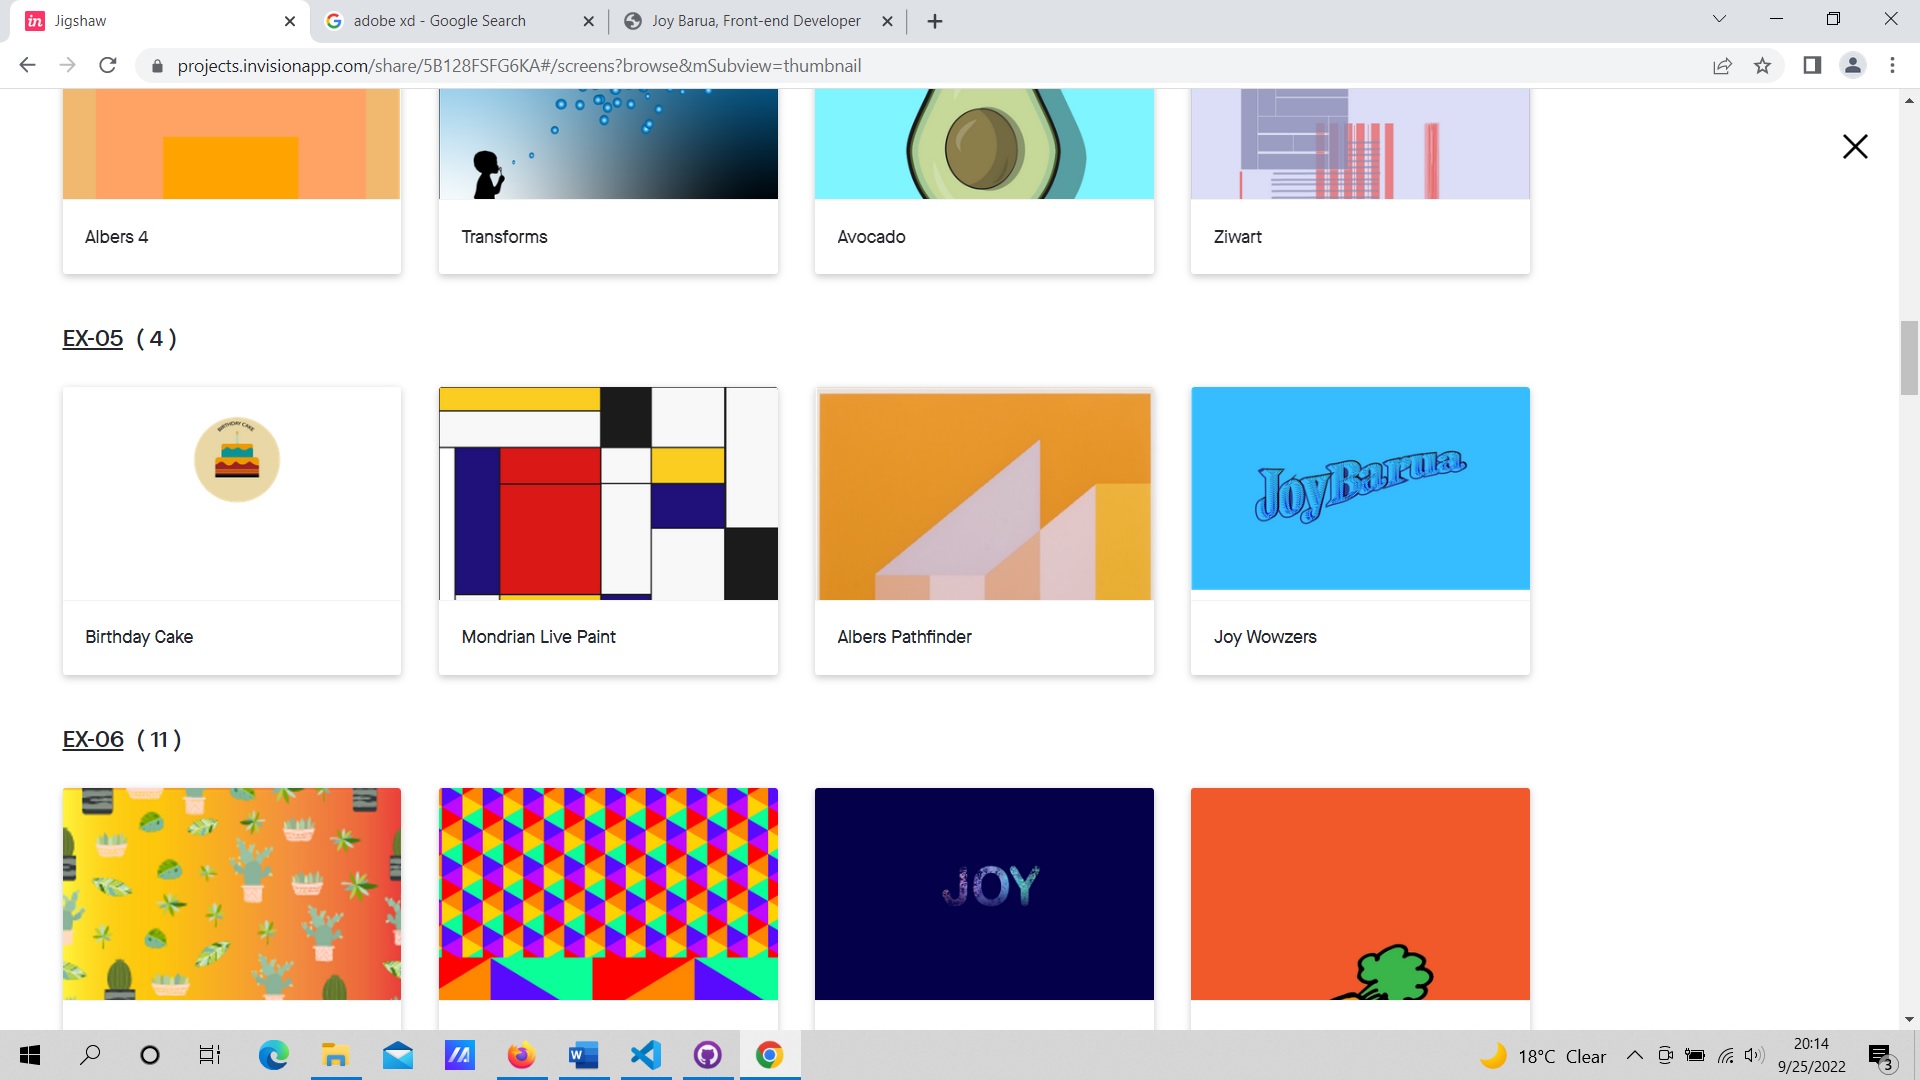 Jigshaw
adobe xd - Google Search
Joy Barua, Front-end Developer
projects.invisionapp.com/share/5B128FSFG6KA#/screens?browse&mSubview=thumbnail
Albers 4
Transforms
Avocado
Ziwart
EX-05 ( 4 )
BIRTHDAY CAKE
JoyBarua
Birthday Cake
Mondrian Live Paint
Albers Pathfinder
Joy Wowzers
EX-06 ( 11 )
JOY
18°C Clear
20:14
9/25/2022
3